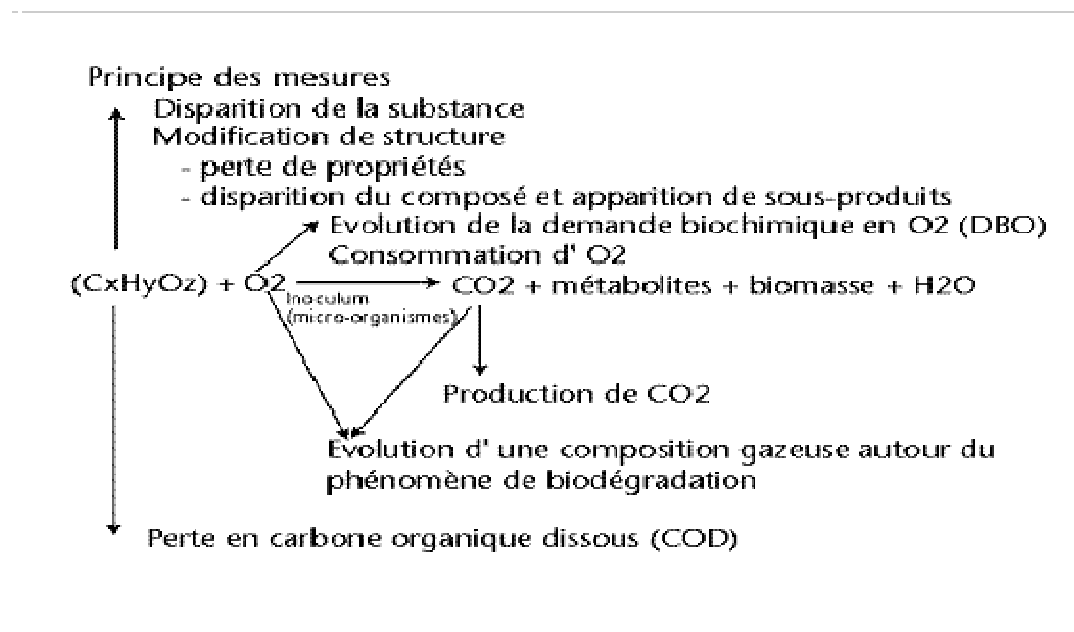 Principe des mesures
Disparition de la substance
Modification de structure
- perte de propriétés
- disparition du composé et apparition de sous-produits
Evolution de la demande biochimique en O2 (DBO)
Consommation d' O2
(CxHyOz) + O2 CO2 + métabolites + biomasse + H2O
Inoculum
(micro-organismes)
Production de CO2
Evolution d' une composition gazeuse autour du
phénomène de biodégradation
Perte en carbone organique dissous (COD)